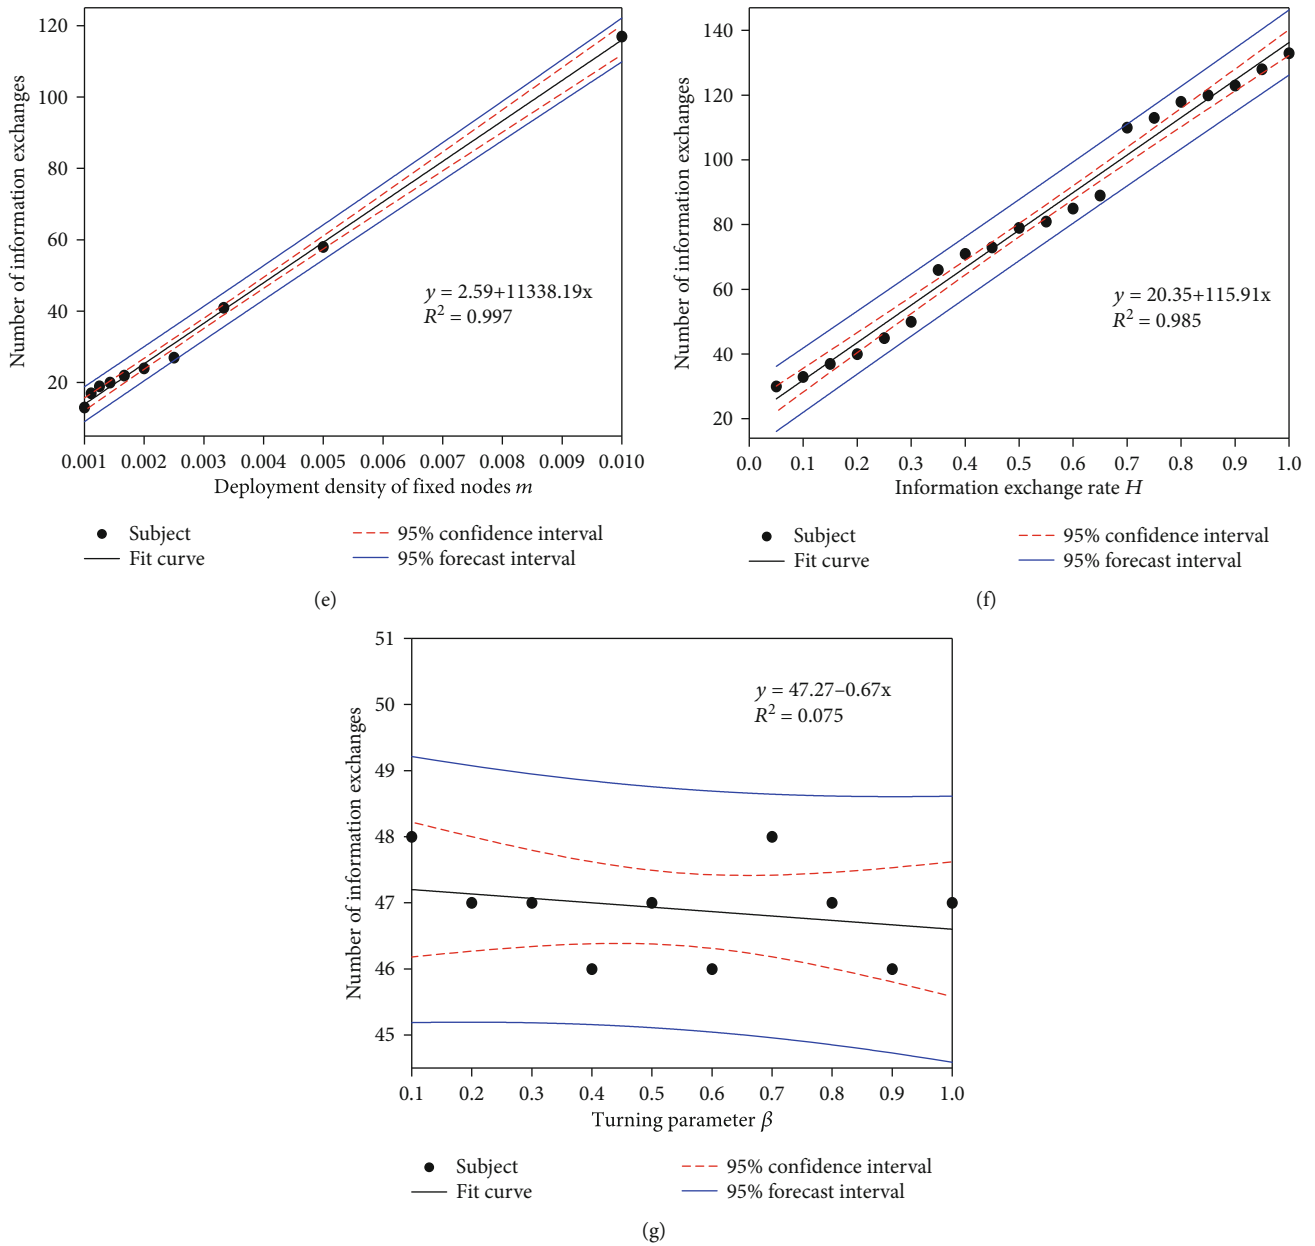 Number of information exchanges
120
100
80
60
40
20
y = 2.59+11338.19x
R² = 0.997
0.001 0.002 0.003 0.004 0.005 0.006 0.007 0.008 0.009 0.010
Deployment density of fixed nodes m
Subject
Fit curve
95% confidence interval
95% forecast interval
(e)
Number of information exchanges
140
120
100
80
60
40
20
y = 20.35+115.91x
R² = 0.985
0.0 0.1 0.2 0.3 0.4 0.5 0.6 0.7 0.8 0.9 1.0
Information exchange rate H
Subject
Fit curve
95% confidence interval
95% forecast interval
(f)
Number of information exchanges
51
50
49
48
47
46
45
y = 47.27–0.67x
R² = 0.075
0.1 0.2 0.3 0.4 0.5 0.6 0.7 0.8 0.9 1.0
Turning parameter β
Subject
Fit curve
95% confidence interval
95% forecast interval
(g)